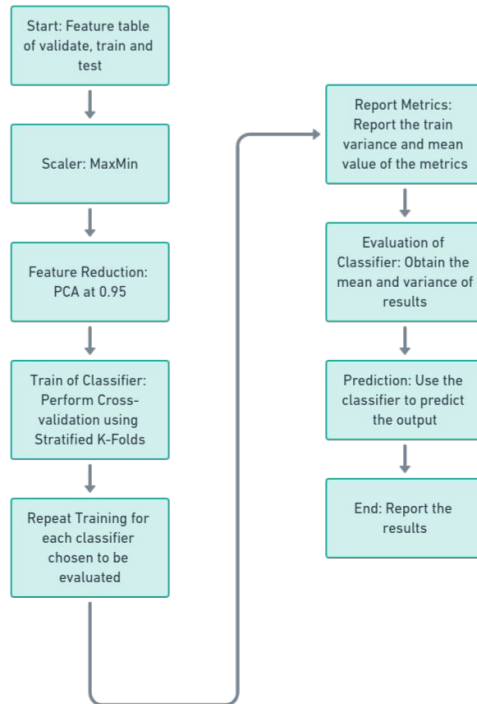 Start: Feature table
of validate, train and
test
Scaler: MaxMin
Feature Reduction:
PCA at 0.95
Train of Classifier:
Perform Cross-
validation using
Stratified K-Folds
Repeat Training for
each classifier
chosen to be
evaluated
Report Metrics:
Report the train
variance and mean
value of the metrics
Evaluation of
Classifier: Obtain the
mean and variance of
results
Prediction: Use the
classifier to predict
the output
End: Report the
results